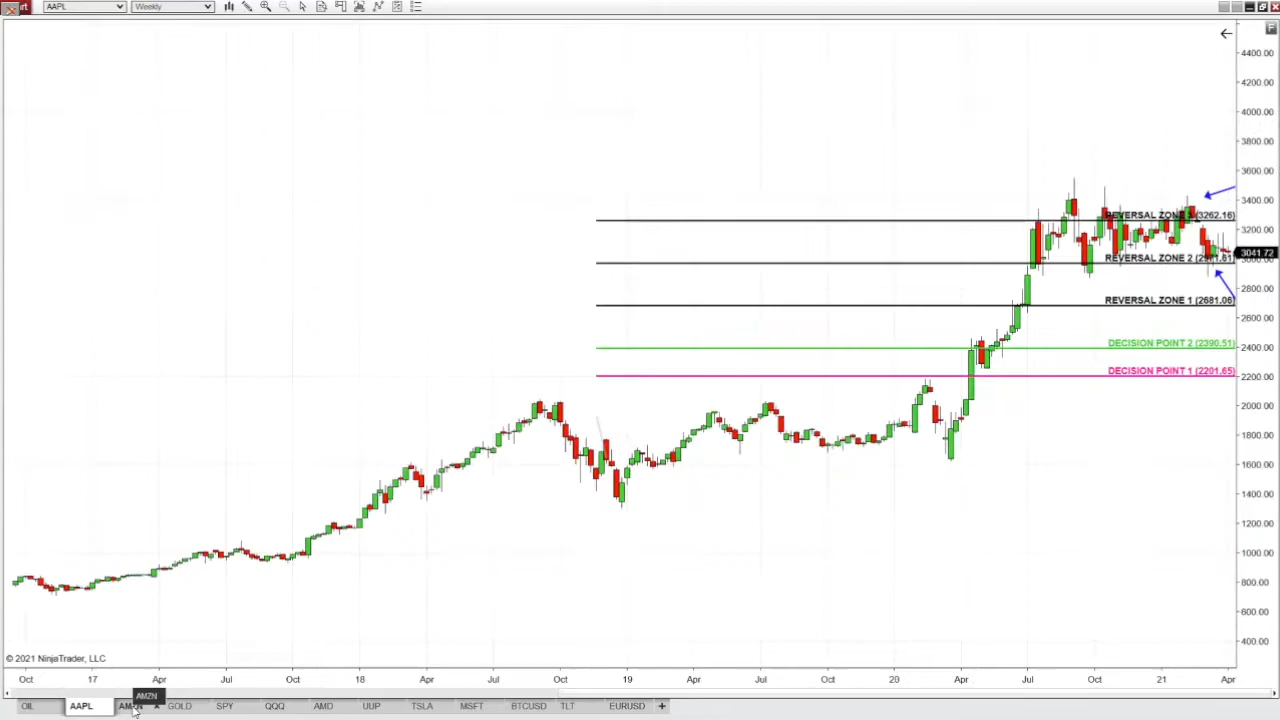 AAPL Weekly
F
4400.00
4200.00
4000.00
3800.00
3600.00
3400.00
REVERSAL ZONE 3 (3262.16)
3200.00
3041.72
REVERSAL ZONE 2
2800.00
REVERSAL ZONE 1 (2681.06)
2600.00
DECISION POINT 2 (2390.51)
2400.00
DECISION POINT 1 (2201.65)
2200.00
2000.00
1800.00
1600.00
1400.00
1200.00
1000.00
800.00
600.00
400.00
© 2021 NinjaTrader, LLC
Oct 17 Apr Jul Oct 18 Apr Jul Oct 19 Apr Jul Oct 20 Apr Jul Oct 21 Apr
AMZN
OIL AAPL AMZN GOLD SPY QQQ AMD UUP TSLA MSFT BTCUSD TLT EURUSD